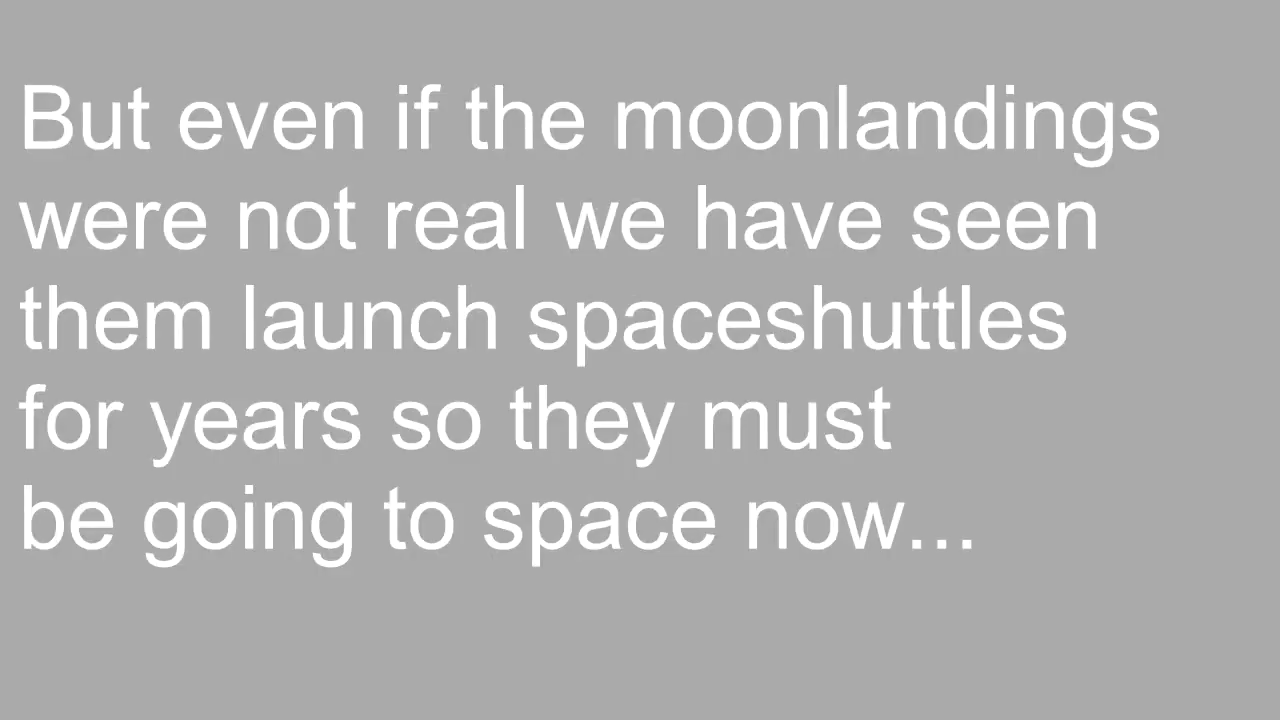 But even if the moonlandings
were not real we have seen
them launch spaceshuttles
for years so they must
be going to space now...